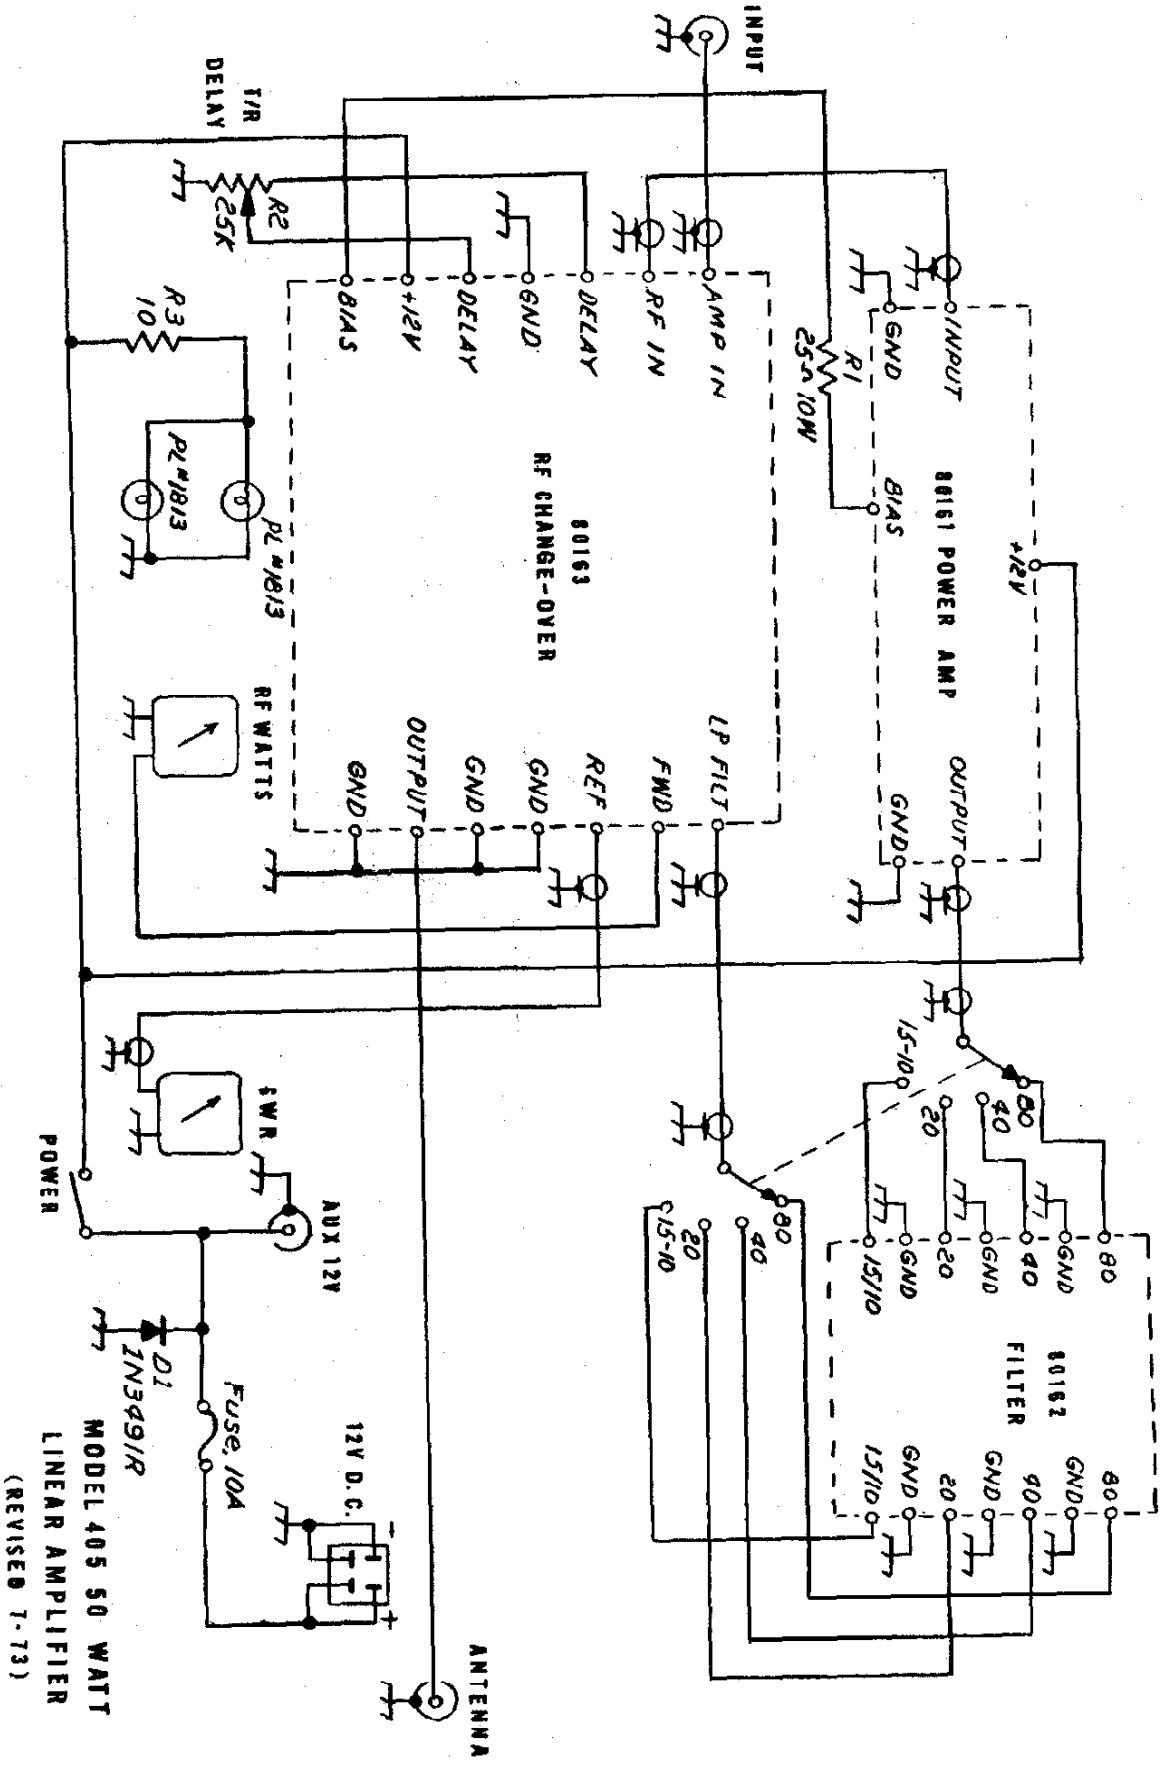 INPUT
T/R
DELAY
R2
25K
R3
10
PL#1813
PL#1813
BIAS
+12V
DELAY
GND
DELAY
RF IN
AMP IN
80163
RF CHANGE-OVER
GND
OUTPUT
GND
GND
REF
FWD
LP FILT
R1
25Ω 10W
GND
INPUT
BIAS
80161 POWER AMP
+12V
GND
OUTPUT
RF WATTS
SWR
POWER
AUX 12V
D1
1N3491R
Fuse, 10A
12V D.C.
-
+
ANTENNA
15-10
20
40
80
15-10
20
40
80
15/10
GND
20
GND
40
GND
80
80162
FILTER
15/10
GND
20
GND
40
GND
80
MODEL 405 50 WATT
LINEAR AMPLIFIER
(REVISED 7-73)